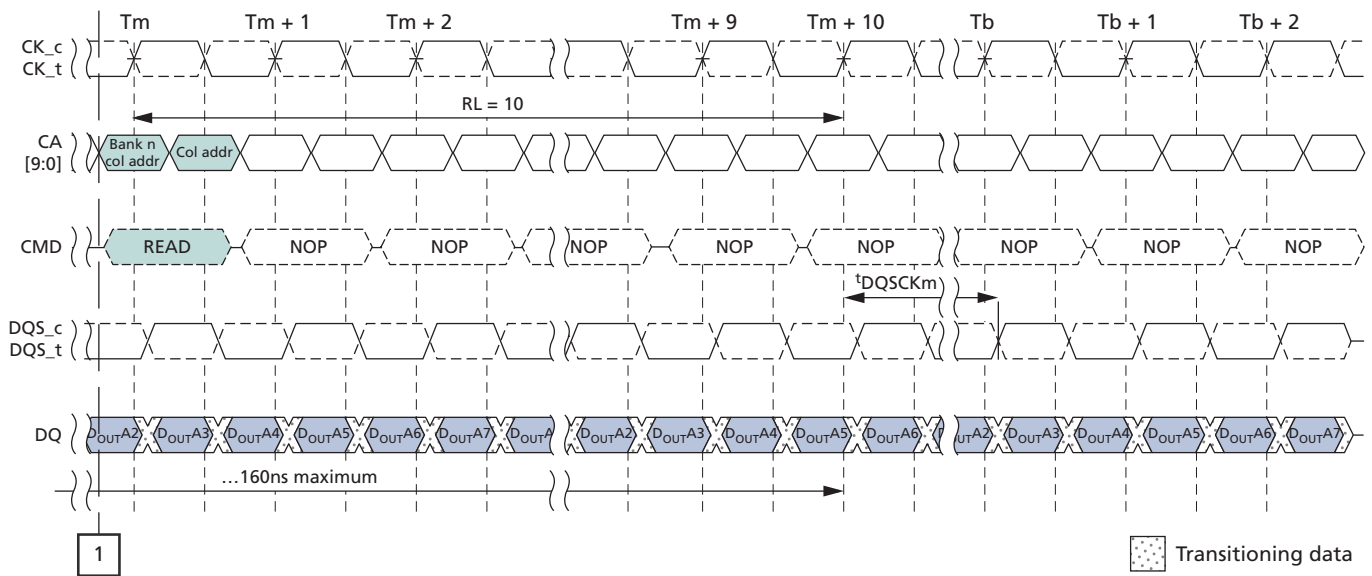 Tm Tm + 1 Tm + 2 Tm + 9 Tm + 10 Tb Tb + 1 Tb + 2
CK_c
CK_t
RL = 10
CA
[9:0]
Bank n
col addr
Col addr
CMD READ NOP NOP NOP NOP NOP NOP NOP NOP
tDQSCKm
DQS_c
DQS_t
DQ DOUTA2 DOUTA3 DOUTA4 DOUTA5 DOUTA6 DOUTA7 DOUTA DOUTA2 DOUTA3 DOUTA4 DOUTA5 DOUTA6 UTA2 DOUTA3 DOUTA4 DOUTA5 DOUTA6 DOUTA7
…160ns maximum
1
Transitioning data